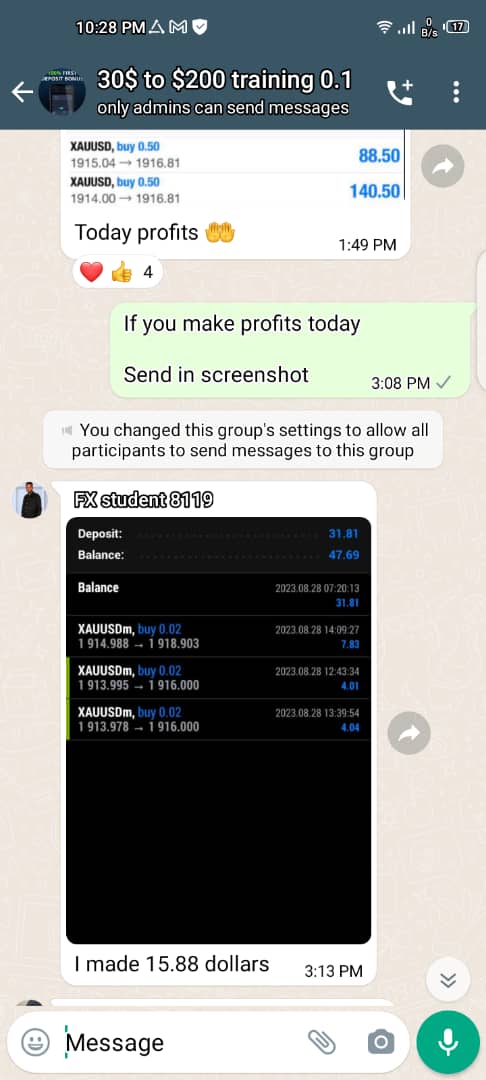 10:28 PM
0
B/s
17
100% FIRST
DEPOSIT BONUS
30$ to $200 training 0.1
only admins can send messages
XAUUSD, buy 0.50
1915.04 → 1916.81
88.50
XAUUSD, buy 0.50
1914.00 → 1916.81
140.50
Today profits 🤲
1:49 PM
❤️ 👍 4
If you make profits today
Send in screenshot
3:08 PM
You changed this group's settings to allow all
participants to send messages to this group
FX student 8119
Deposit: 31.81
Balance: 47.69
Balance 2023.08.28 07:20:13
31.81
XAUUSDm, buy 0.02 2023.08.28 14:09:27
1 914.988 → 1 918.903 7.83
XAUUSDm, buy 0.02 2023.08.28 12:43:34
1 913.995 → 1 916.000 4.01
XAUUSDm, buy 0.02 2023.08.28 13:39:54
1 913.978 → 1 916.000 4.04
I made 15.88 dollars
3:13 PM
Message